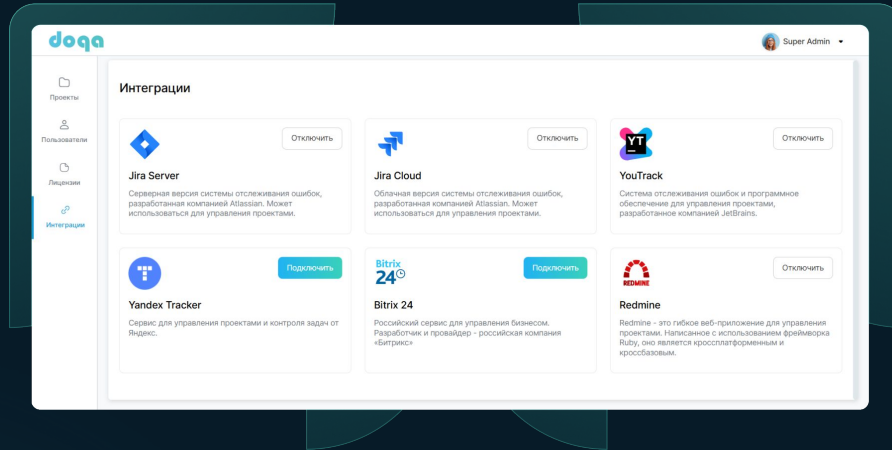 doqa
Super Admin
Проекты
Пользователи
Лицензии
Интеграции
Интеграции
Отключить
Jira Server
Серверная версия системы отслеживания ошибок,
разработанная компанией Atlassian. Может
использоваться для управления проектами.
Отключить
Jira Cloud
Облачная версия системы отслеживания ошибок,
разработанная компанией Atlassian. Может
использоваться для управления проектами.
YT
Отключить
YouTrack
Система отслеживания ошибок и программное
обеспечение для управления проектами,
разработанное компанией JetBrains.
Подключить
Yandex Tracker
Сервис для управления проектами и контроля задач от
Яндекс.
Bitrix
24
Подключить
Bitrix 24
Российский сервис для управления бизнесом.
Разработчик и провайдер - российская компания
«Битрикс»
REDMINE
Отключить
Redmine
Redmine - это гибкое веб-приложение для управления
проектами. Написанное с использованием фреймворка
Ruby, оно является кроссплатформенным и
кроссбазовым.